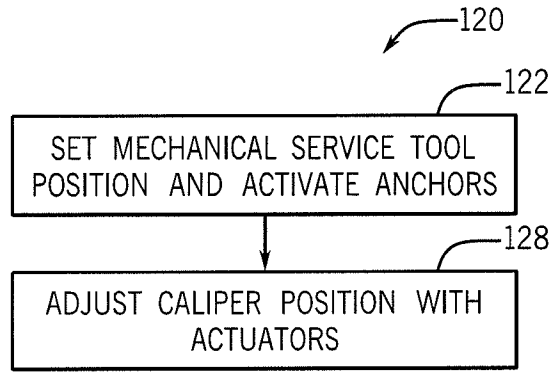 120
122
SET MECHANICAL SERVICE TOOL
POSITION AND ACTIVATE ANCHORS
128
ADJUST CALIPER POSITION WITH
ACTUATORS